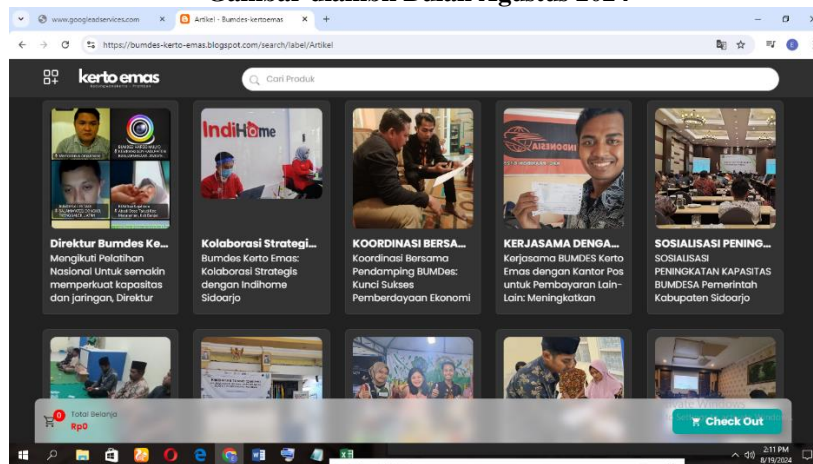 Gambar diambil Bulan Agustus 2024
www.googleadservices.com
Artikel - Bumdes-kertoemas
https://bumdes-kerto-emas.blogspot.com/search/label/Artikel
kerto emas
Cari Produk
IndiHome
Direktur Bumdes Ke...
Mengikuti Pelatihan
Nasional Untuk semakin
memperkuat kapasitas
dan jaringan, Direktur
Kolaborasi Strategi...
Bumdes Kerto Emas:
Kolaborasi Strategis
dengan Indihome
Sidoarjo
KOORDINASI BERSA...
Koordinasi Bersama
Pendamping BUMDes:
Kunci Sukses
Pemberdayaan Ekonomi
KERJASAMA DENGA...
Kerjasama BUMDES Kerto
Emas dengan Kantor Pos
untuk Pembayaran Lain-
Lain: Meningkatkan
SOSIALISASI PENING...
SOSIALISASI
PENINGKATAN KAPASITAS
BUMDESA Pemerintah
Kabupaten Sidoarjo
0
Total Belanja
Rp0
Check Out
2:11 PM
8/19/2024